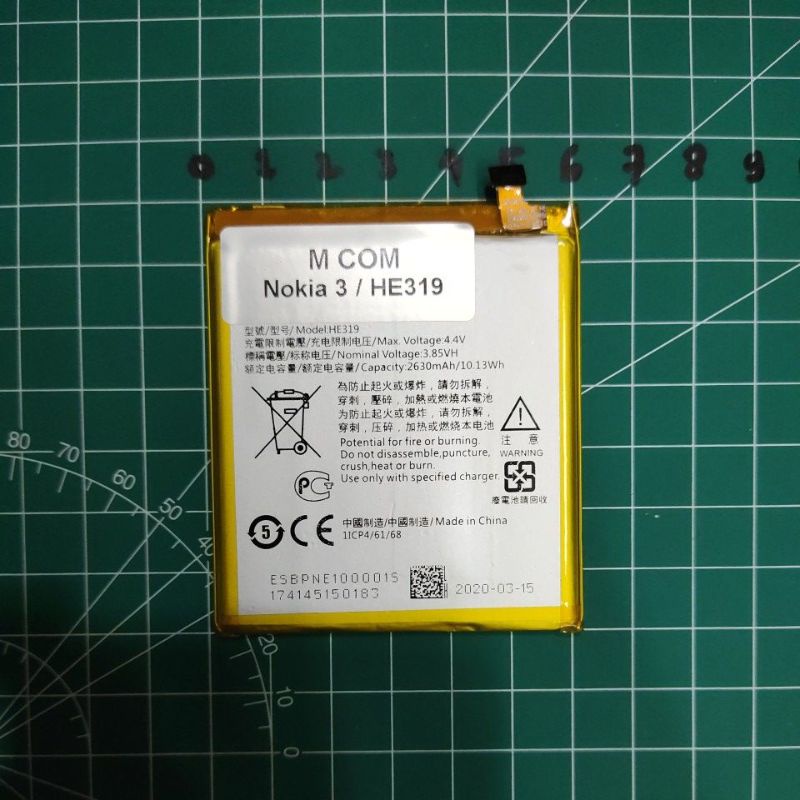 0 1 2 3 4 5 6 7 8 9
M COM
Nokia 3 / HE319
型號/型号/ Model:HE319
充電限制電壓/充电限制电压/Max. Voltage:4.4V
標稱電壓/标称电压/ Nominal Voltage:3.85VH
額定電容量/额定电容量/Capacity:2630mAh/10.13Wh
為防止起火或爆炸，請勿拆解，
穿刺，壓碎，加熱或燃燒本電池
为防止起火或爆炸，请勿拆解，
穿刺，压碎，加热或燃烧本电池
Potential for fire or burning.
Do not disassemble,puncture,
crush,heat or burn.
Use only with specified charger.
注 意
WARNING
廢電池請回收
PG
5 CE
中國制造/中國制造/ Made in China
1ICP4/61/68
ESBPNE100001S
174145150183
2020-03-15
80
70
60
50
40
20
10
0